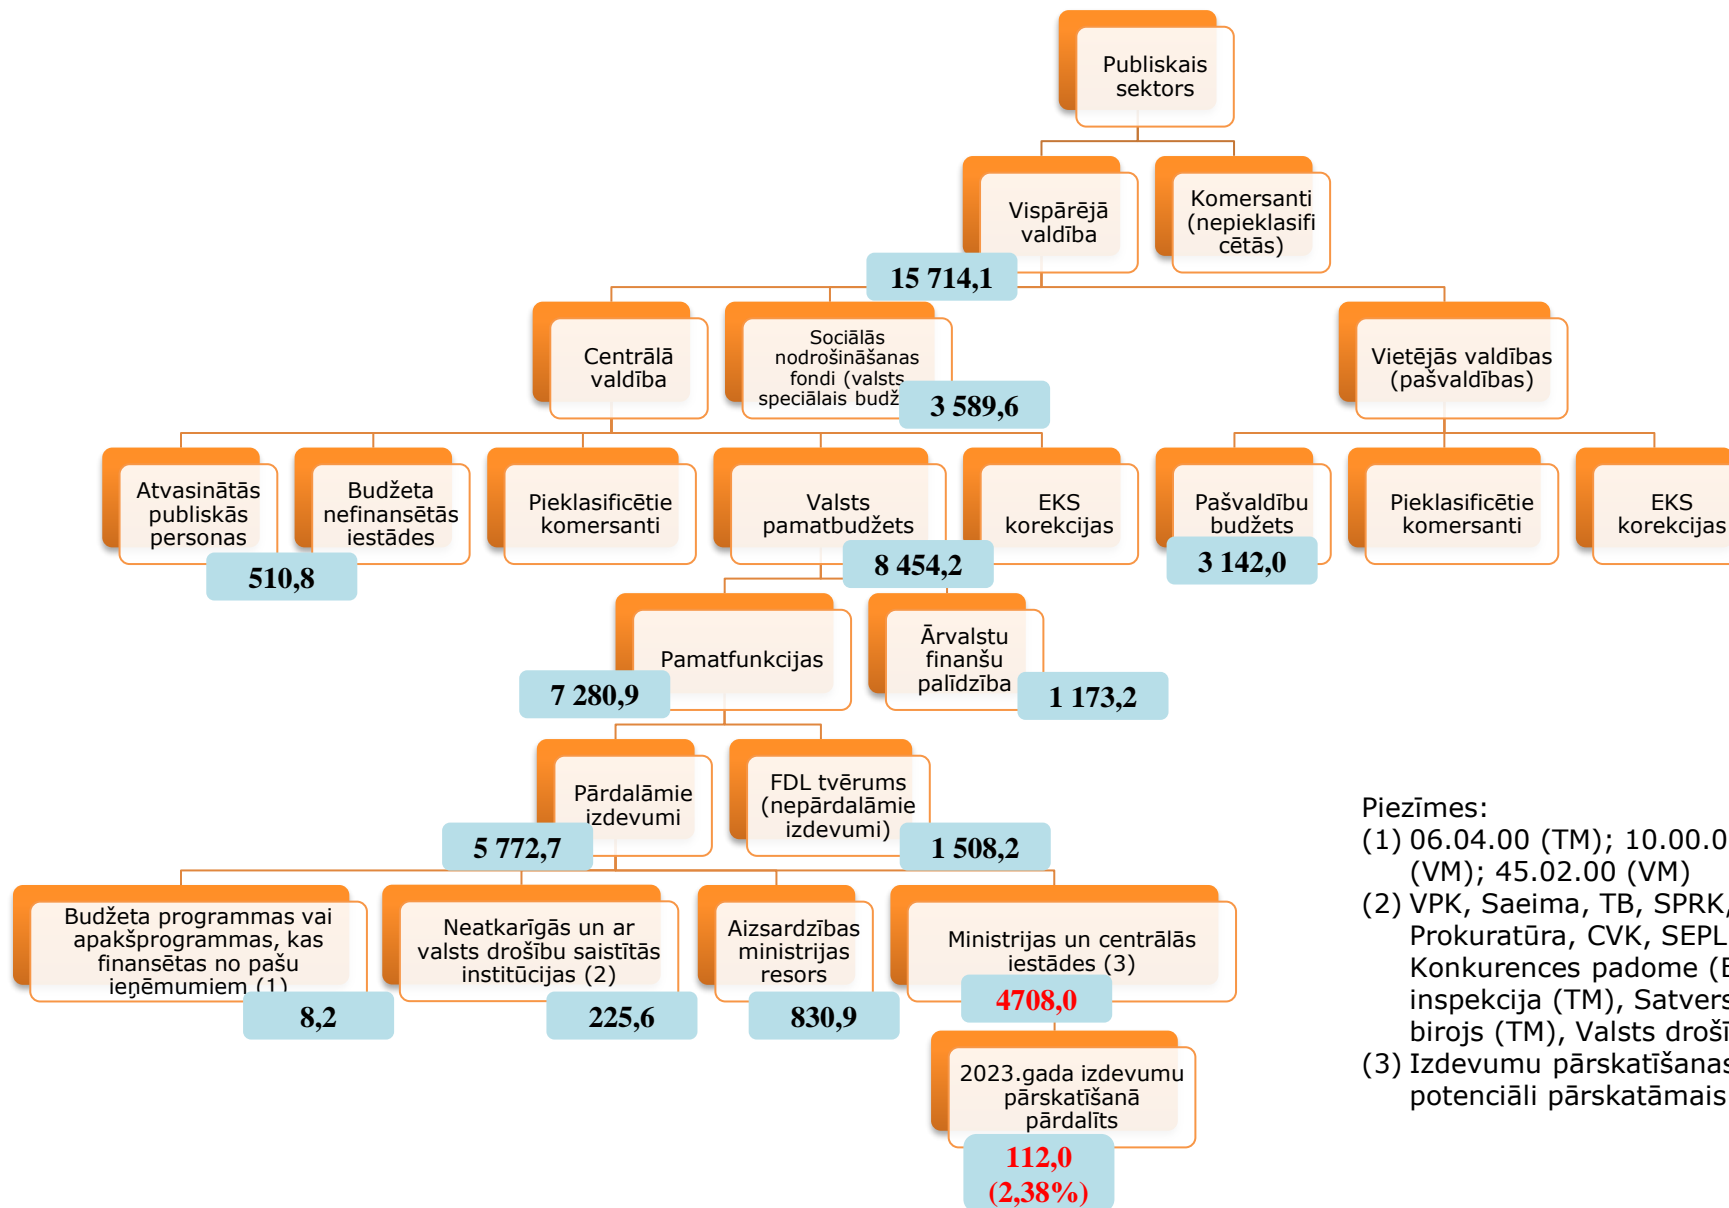 Publiskais
sektors
Vispārējā
valdība
Komersanti
(nepieklasifi
cētās)
15 714,1
Centrālā
valdība
Sociālās
nodrošināšanas
fondi (valsts
speciālais
3 589,6
Vietējās valdības
(pašvaldības)
Atvasinātās
publiskās
personas
Budžeta
nefinansētās
iestādes
510,8
Pieklasificētie
komersanti
Valsts
pamatbudžets
8 454,2
EKS
korekcijas
Pašvaldību
budžets
3 142,0
Pieklasificētie
komersanti
EKS
korekcijas
Pamatfunkcijas
7 280,9
Ārvalstu
finanšu
palīdzība
1 173,2
Pārdalāmie
izdevumi
5 772,7
FDL tvērums
(nepārdalāmie
izdevumi)
1 508,2
Budžeta programmas vai
apakšprogrammas, kas
finansētas no pašu
ieņēmumiem (1)
8,2
Neatkarīgās un ar
valsts drošību saistītās
institūcijas (2)
225,6
Aizsardzības
ministrijas
resors
830,9
Ministrijas un centrālās
iestādes (3)
4708,0
2023.gada izdevumu
pārskatīšanā
pārdalīts
112,0
(2,38%)
Piezīmes:
(1) 06.04.00 (TM); 10.00.0
(VM); 45.02.00 (VM)
(2) VPK, Saeima, TB, SPRK,
Prokuratūra, CVK, SEPL
Konkurences padome
inspekcija (TM),
birojs (TM), Valsts
(3) Izdevumu pārskatīšanas
potenciāli pārskatāmais